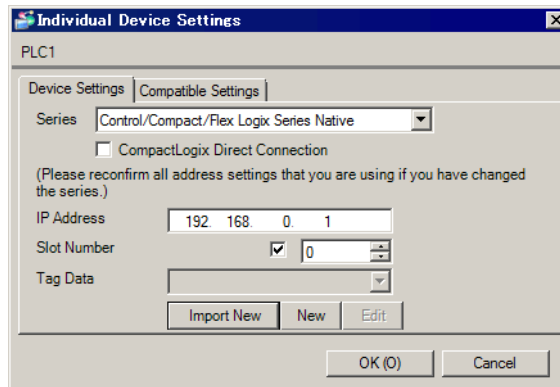 Individual Device Settings
PLC1
Device Settings Compatible Settings
Series Control/Compact/Flex Logix Series Native
CompactLogix Direct Connection
(Please reconfirm all address settings that you are using if you have changed
the series.)
IP Address 192. 168. 0. 1
Slot Number 0
Tag Data
Import New New Edit
OK (O) Cancel